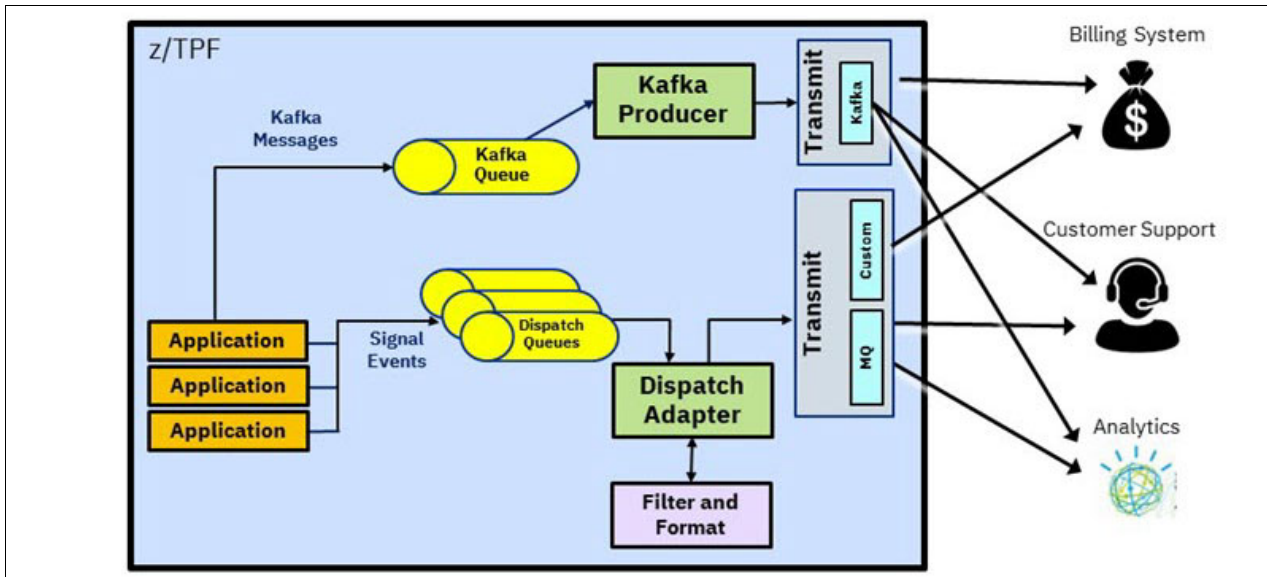 z/TPF
Kafka
Messages
Kafka
Queue
Kafka
Producer
Transmit
Kafka
Billing System
$
Customer Support
Analytics
Application
Application
Application
Signal
Events
Dispatch
Queues
Dispatch
Adapter
Filter and
Format
Transmit
Custom
MQ